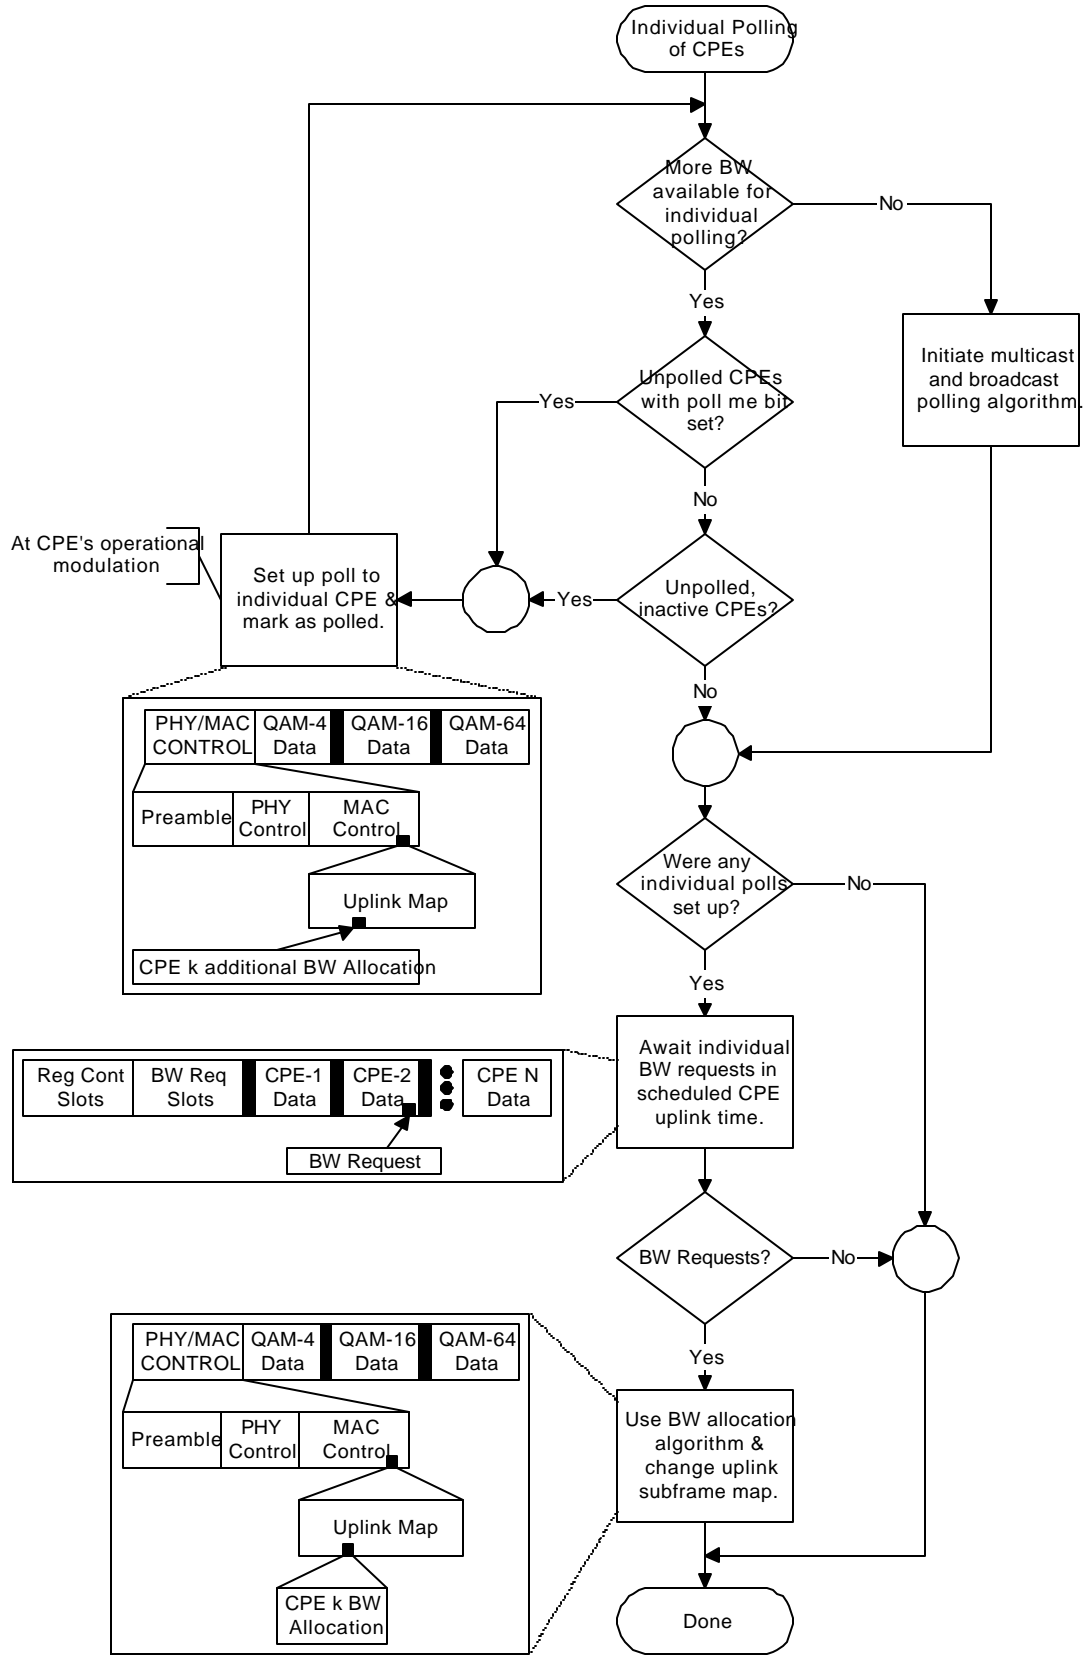 Individual Polling
of CPEs
More BW
available for
individual
polling?
No
Yes
Initiate multicast
and broadcast
polling algorithm.
Unpolled CPEs
with poll me bit
set?
Yes
No
At CPE's operational
modulation
Set up poll to
individual CPE &
mark as polled.
Yes
Unpolled,
inactive CPEs?
No
PHY/MAC
CONTROL
QAM-4
Data
QAM-16
Data
QAM-64
Data
Preamble
PHY
Control
MAC
Control
Uplink Map
CPE k additional BW Allocation
Were any
individual polls
set up?
No
Yes
Await individual
BW requests in
scheduled CPE
uplink time.
Reg Cont
Slots
BW Req
Slots
CPE-1
Data
CPE-2
Data
CPE N
Data
BW Request
BW Requests?
No
Yes
PHY/MAC
CONTROL
QAM-4
Data
QAM-16
Data
QAM-64
Data
Preamble
PHY
Control
MAC
Control
Uplink Map
CPE k BW
Allocation
Use BW allocation
algorithm &
change uplink
subframe map.
Done